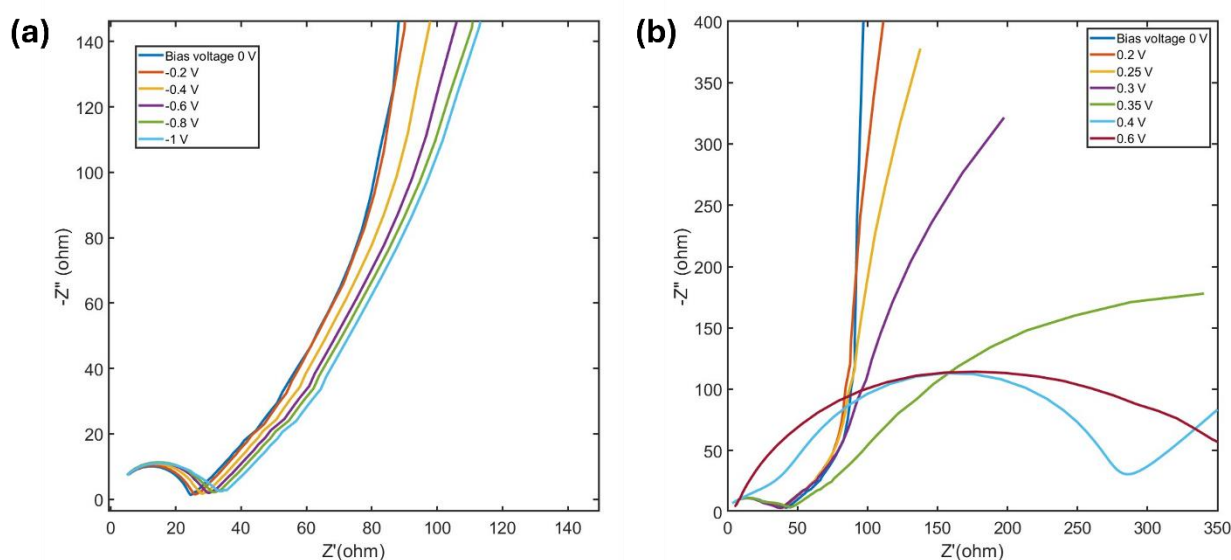 (a)
140
120
100
80
60
40
20
0
-Z" (ohm)
Bias voltage 0 V
-0.2 V
-0.4 V
-0.6 V
-0.8 V
-1 V
0 20 40 60 80 100 120 140
Z'(ohm)
(b)
400
350
300
250
200
150
100
50
0
-Z" (ohm)
Bias voltage 0 V
0.2 V
0.25 V
0.3 V
0.35 V
0.4 V
0.6 V
0 50 100 150 200 250 300 350
Z'(ohm)